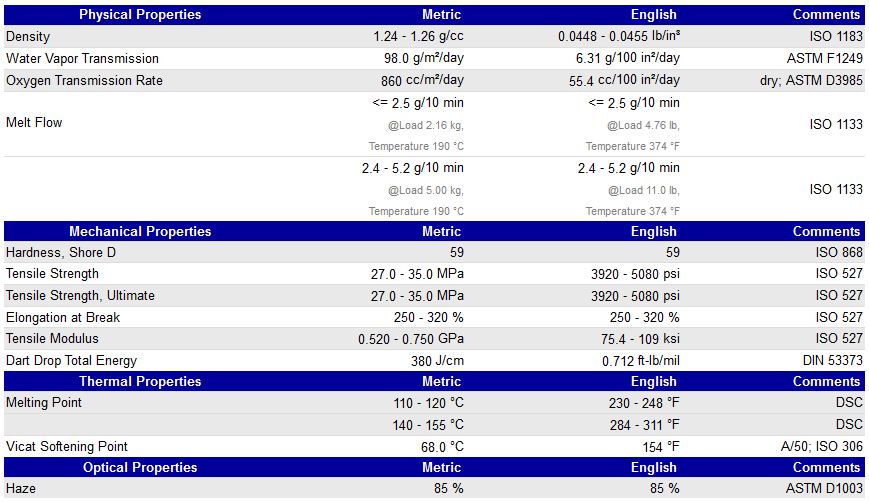 Physical Properties Metric English Comments
Density 1.24 - 1.26 g/cc 0.0448 - 0.0455 lb/in³ ISO 1183
Water Vapor Transmission 98.0 g/m²/day 6.31 g/100 in²/day ASTM F1249
Oxygen Transmission Rate 860 cc/m²/day 55.4 cc/100 in²/day dry; ASTM D3985
Melt Flow <= 2.5 g/10 min @Load 2.16 kg, Temperature 190 °C <= 2.5 g/10 min @Load 4.76 lb, Temperature 374 °F ISO 1133
2.4 - 5.2 g/10 min @Load 5.00 kg, Temperature 190 °C 2.4 - 5.2 g/10 min @Load 11.0 lb, Temperature 374 °F ISO 1133
Mechanical Properties Metric English Comments
Hardness, Shore D 59 59 ISO 868
Tensile Strength 27.0 - 35.0 MPa 3920 - 5080 psi ISO 527
Tensile Strength, Ultimate 27.0 - 35.0 MPa 3920 - 5080 psi ISO 527
Elongation at Break 250 - 320 % 250 - 320 % ISO 527
Tensile Modulus 0.520 - 0.750 GPa 75.4 - 109 ksi ISO 527
Dart Drop Total Energy 380 J/cm 0.712 ft-lb/mil DIN 53373
Thermal Properties Metric English Comments
Melting Point 110 - 120 °C 230 - 248 °F DSC
140 - 155 °C 284 - 311 °F DSC
Vicat Softening Point 68.0 °C 154 °F A/50; ISO 306
Optical Properties Metric English Comments
Haze 85 % 85 % ASTM D1003